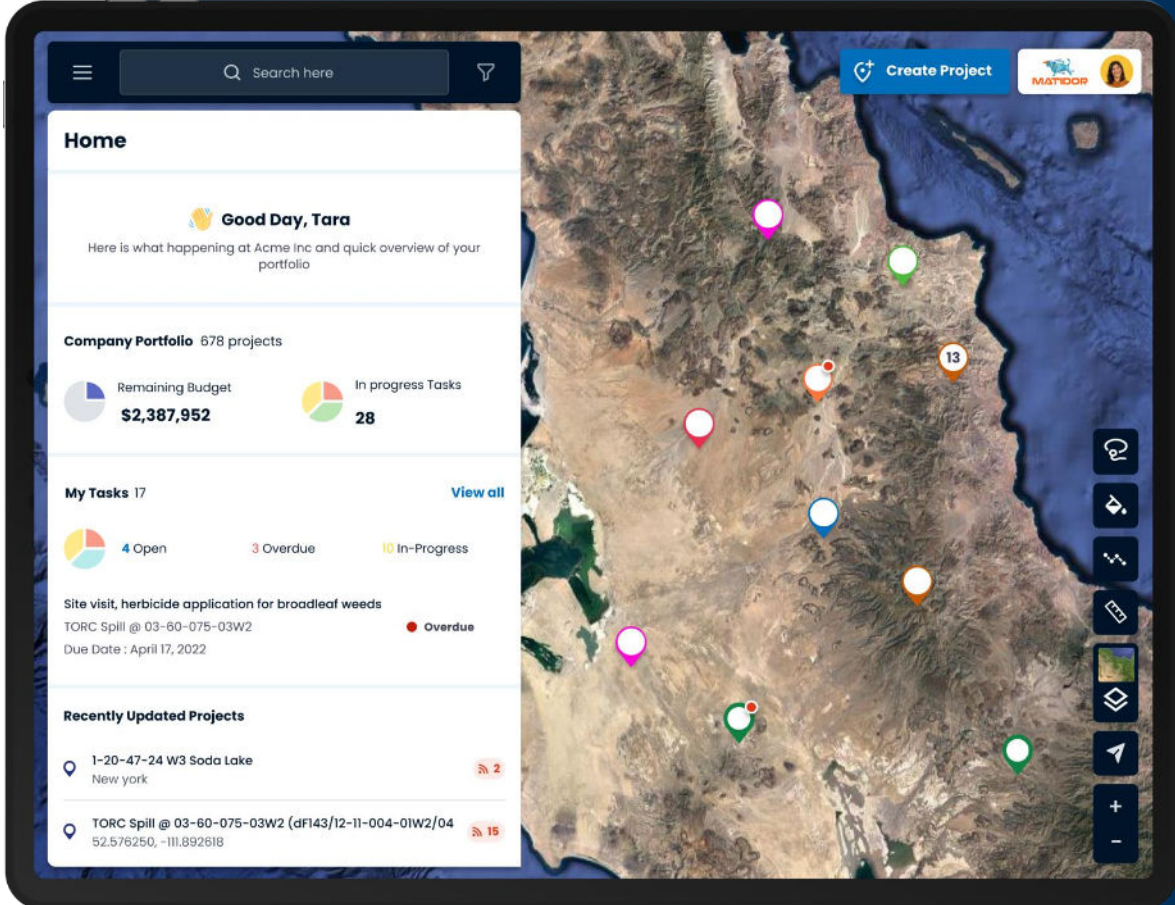 Search here
Create Project
MATIDOR
Home
👋 Good Day, Tara
Here is what happening at Acme Inc and quick overview of your
portfolio
Company Portfolio 678 projects
Remaining Budget
$2,387,952
In progress Tasks
28
My Tasks 17
View all
4 Open
3 Overdue
10 In-Progress
Site visit, herbicide application for broadleaf weeds
TORC Spill @ 03-60-075-03W2
Overdue
Due Date : April 17, 2022
Recently Updated Projects
1-20-47-24 W3 Soda Lake
New york
2
TORC Spill @ 03-60-075-03W2 (dF143/12-11-004-01W2/04
52.576250, -111.892618
15
13
+
-